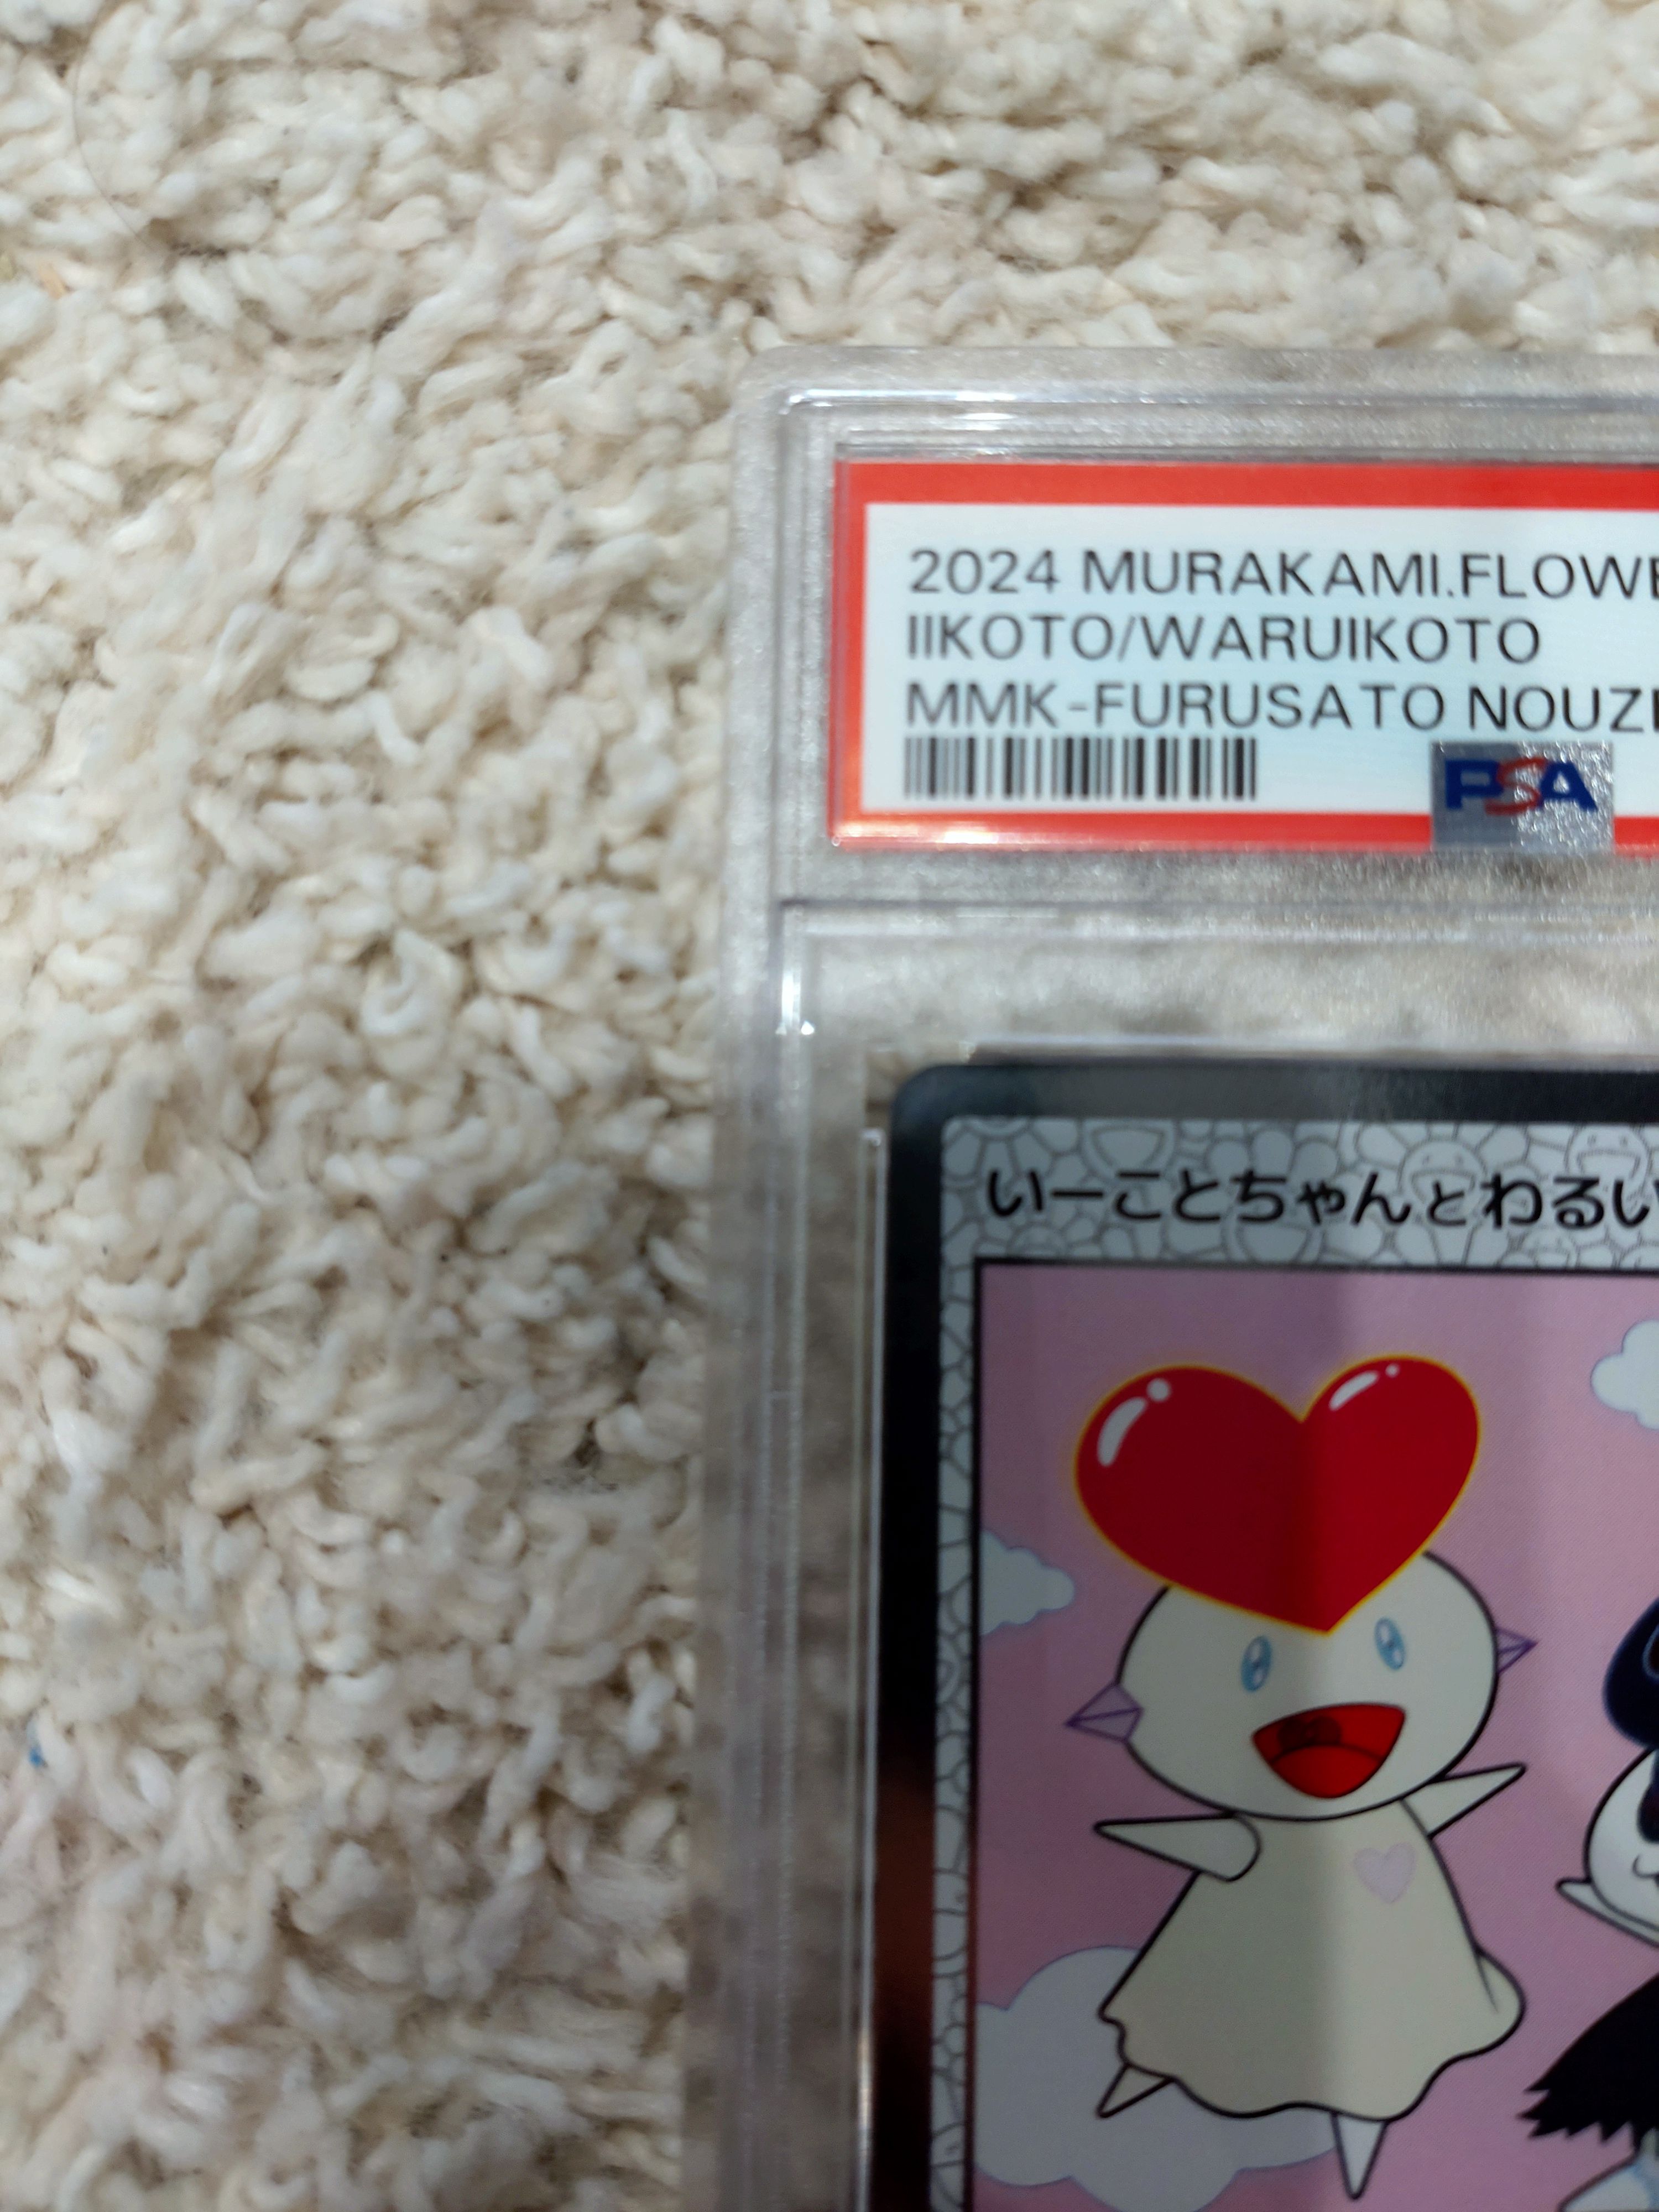 2024 MURAKAMI.FLOWE
IIKOTO/WARUIKOTO
MMK-FURUSATO NOUZE
PSA
いーことちゃんとわるい